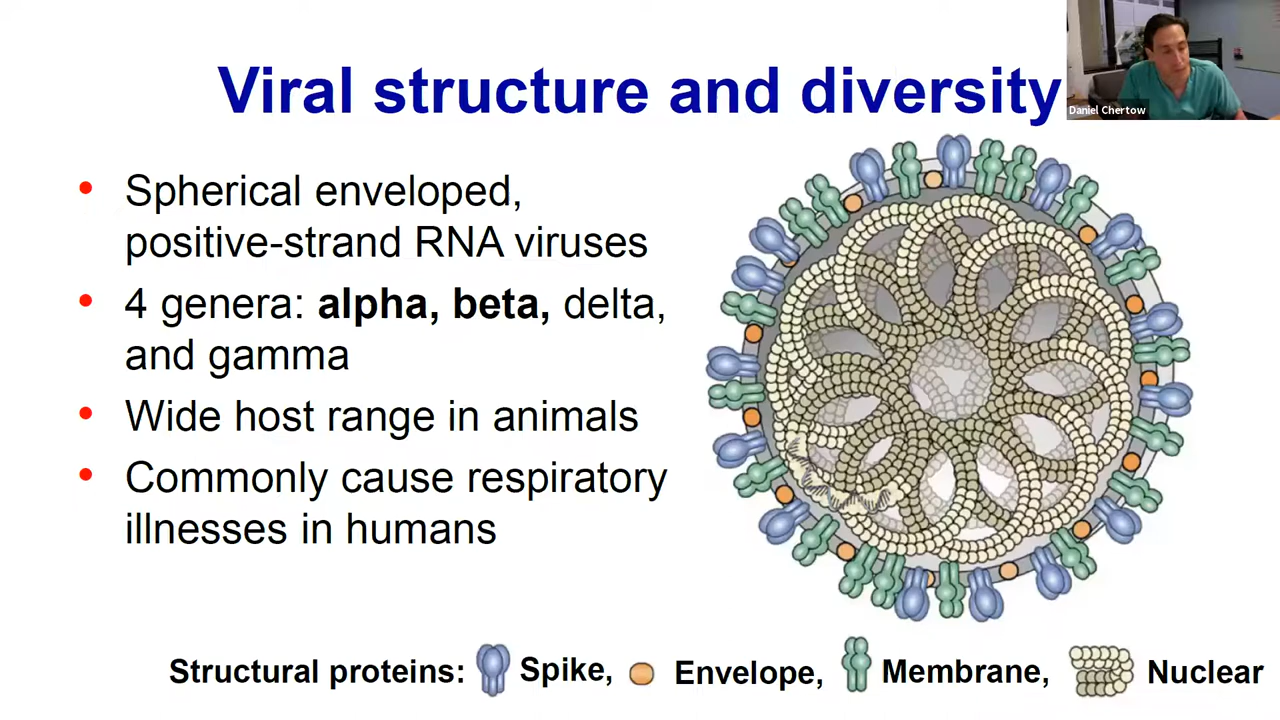 Viral structure and diversity
Daniel Chertow
• Spherical enveloped,
positive-strand RNA viruses
• 4 genera: alpha, beta, delta,
and gamma
• Wide host range in animals
• Commonly cause respiratory
illnesses in humans
Structural proteins: Spike, Envelope, Membrane, Nuclear